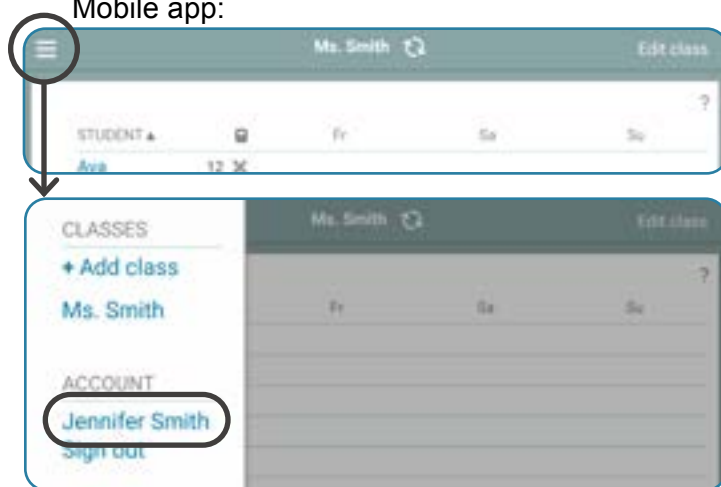 Mobile app:
Ms. Smith Edit class
?
STUDENT ▲ Fr Sa Su
Ava 12
CLASSES Ms. Smith Edit class
+ Add class ?
Ms. Smith Fr Sa Su
ACCOUNT
Jennifer Smith
Sign out